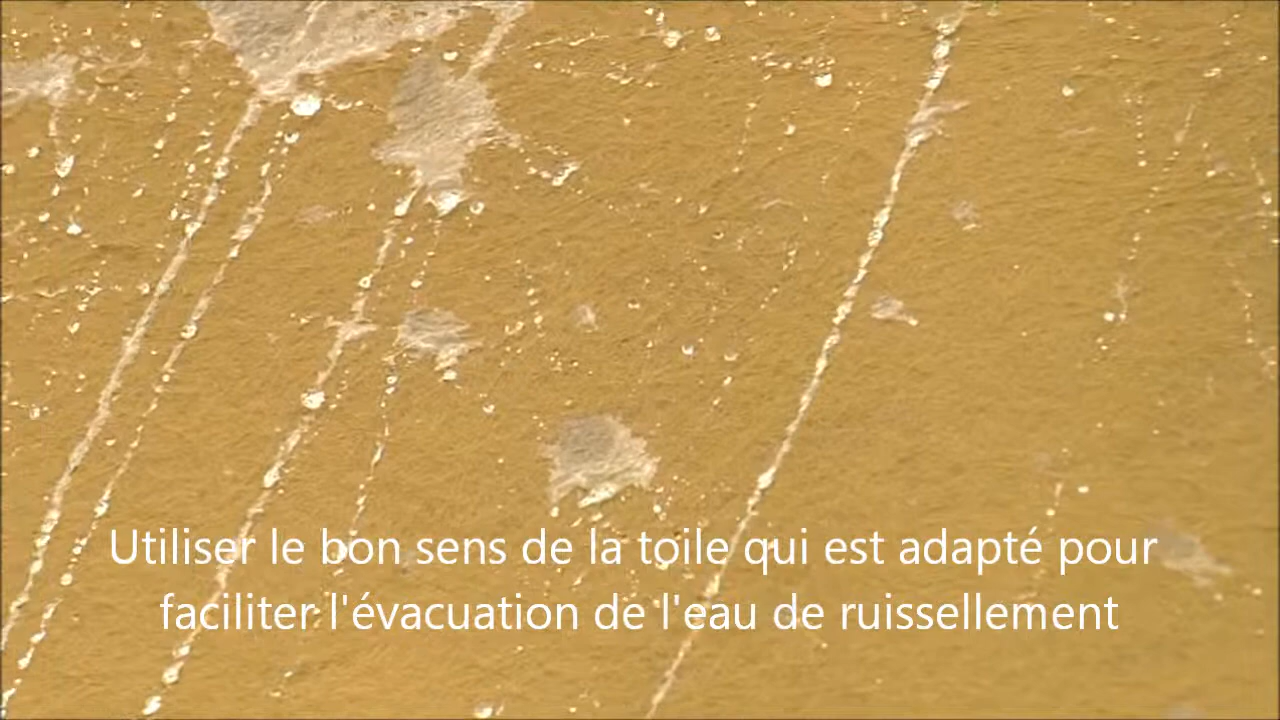 Utiliser le bon sens de la toile qui est adapté pour
faciliter l'évacuation de l'eau de ruissellement